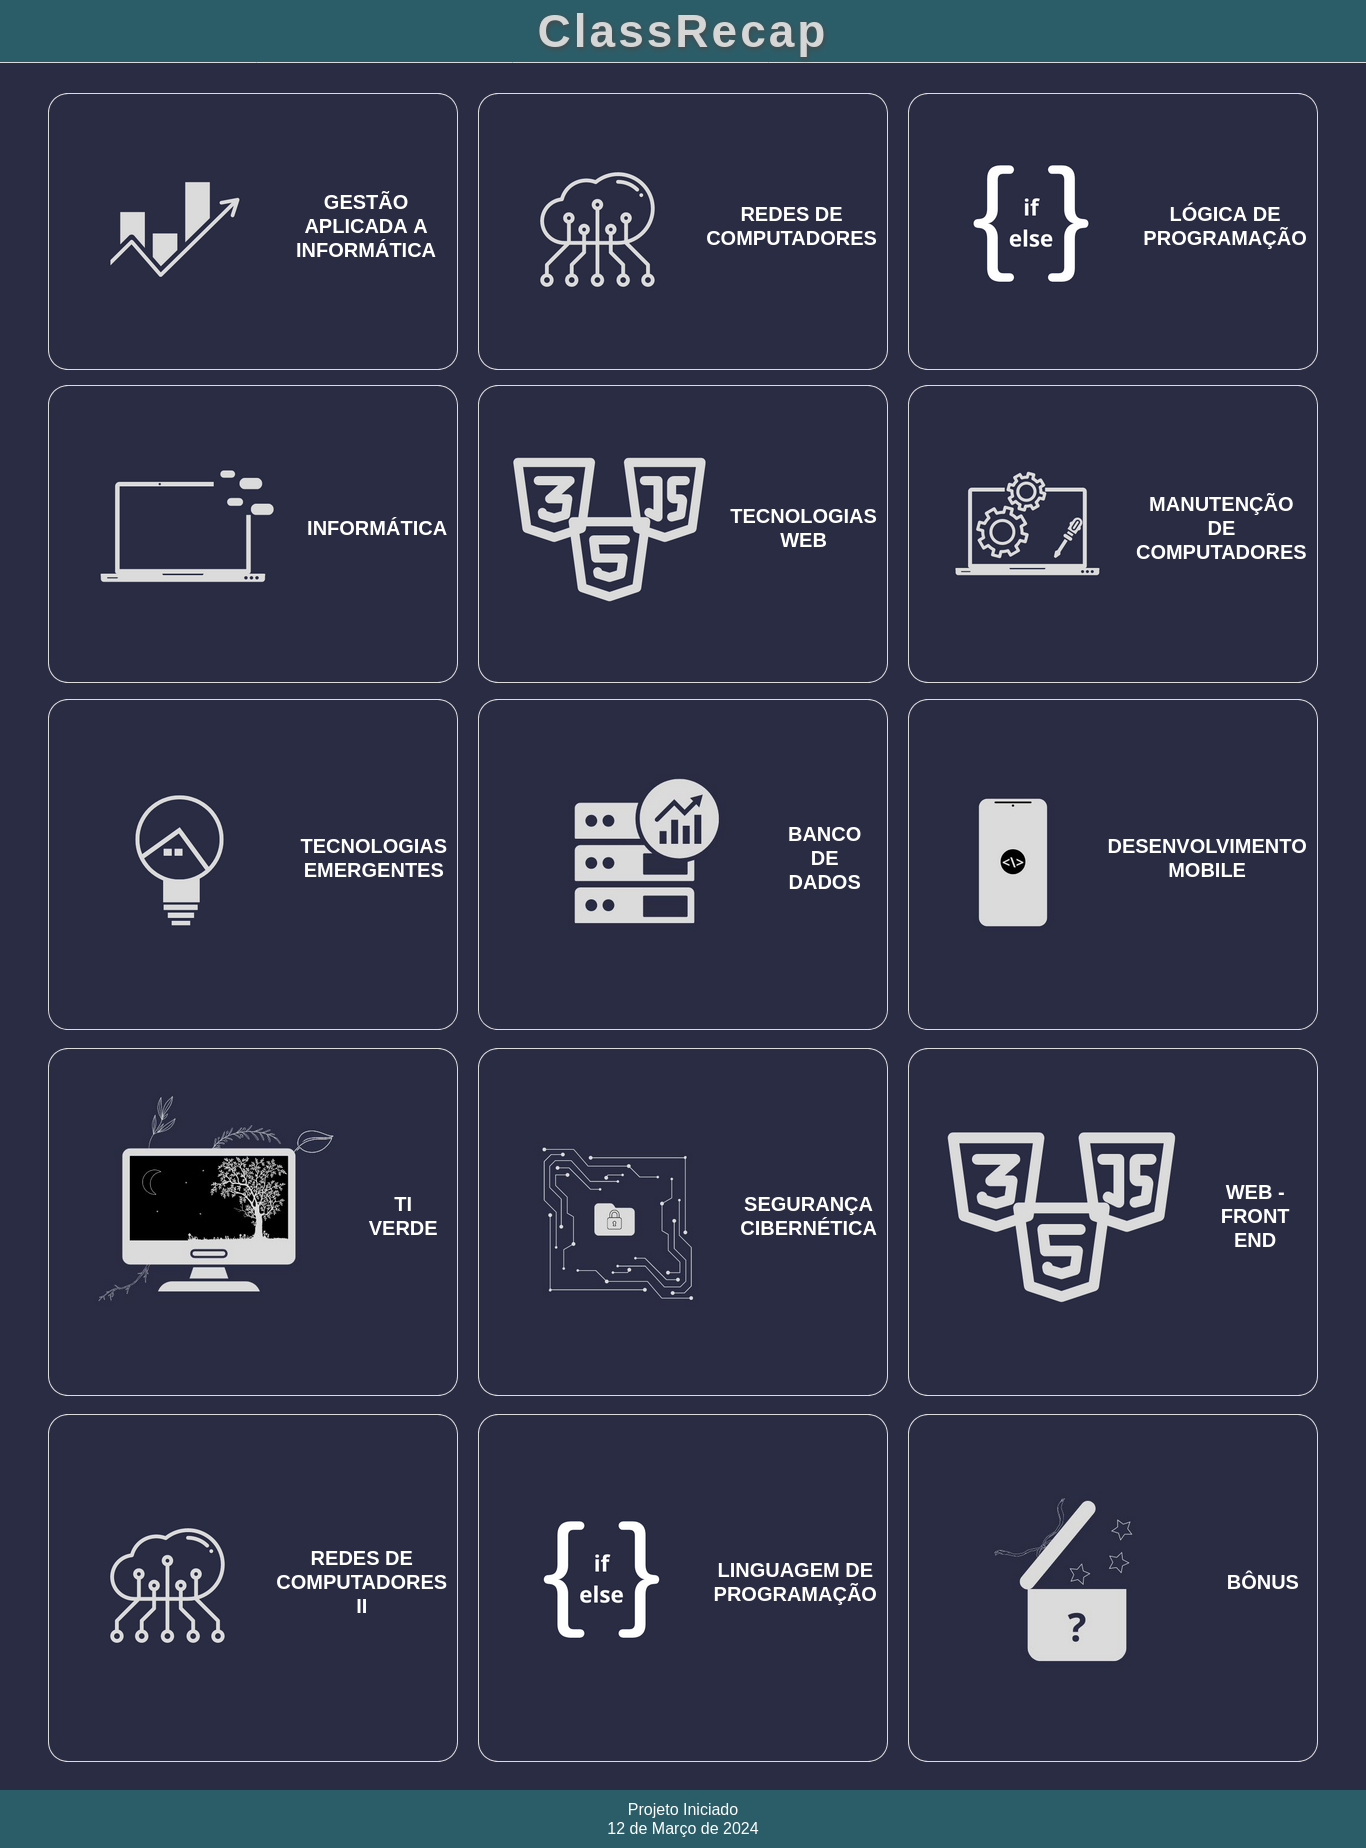 ClassRecap
GESTÃO
APLICADA A
INFORMÁTICA
REDES DE
COMPUTADORES
if
else
LÓGICA DE
PROGRAMAÇÃO
INFORMÁTICA
3
JS
5
TECNOLOGIAS
WEB
MANUTENÇÃO
DE
COMPUTADORES
TECNOLOGIAS
EMERGENTES
BANCO
DE
DADOS
<\>
DESENVOLVIMENTO
MOBILE
TI
VERDE
SEGURANÇA
CIBERNÉTICA
3
JS
5
WEB -
FRONT
END
REDES DE
COMPUTADORES
II
if
else
LINGUAGEM DE
PROGRAMAÇÃO
?
BÔNUS
Projeto Iniciado
12 de Março de 2024